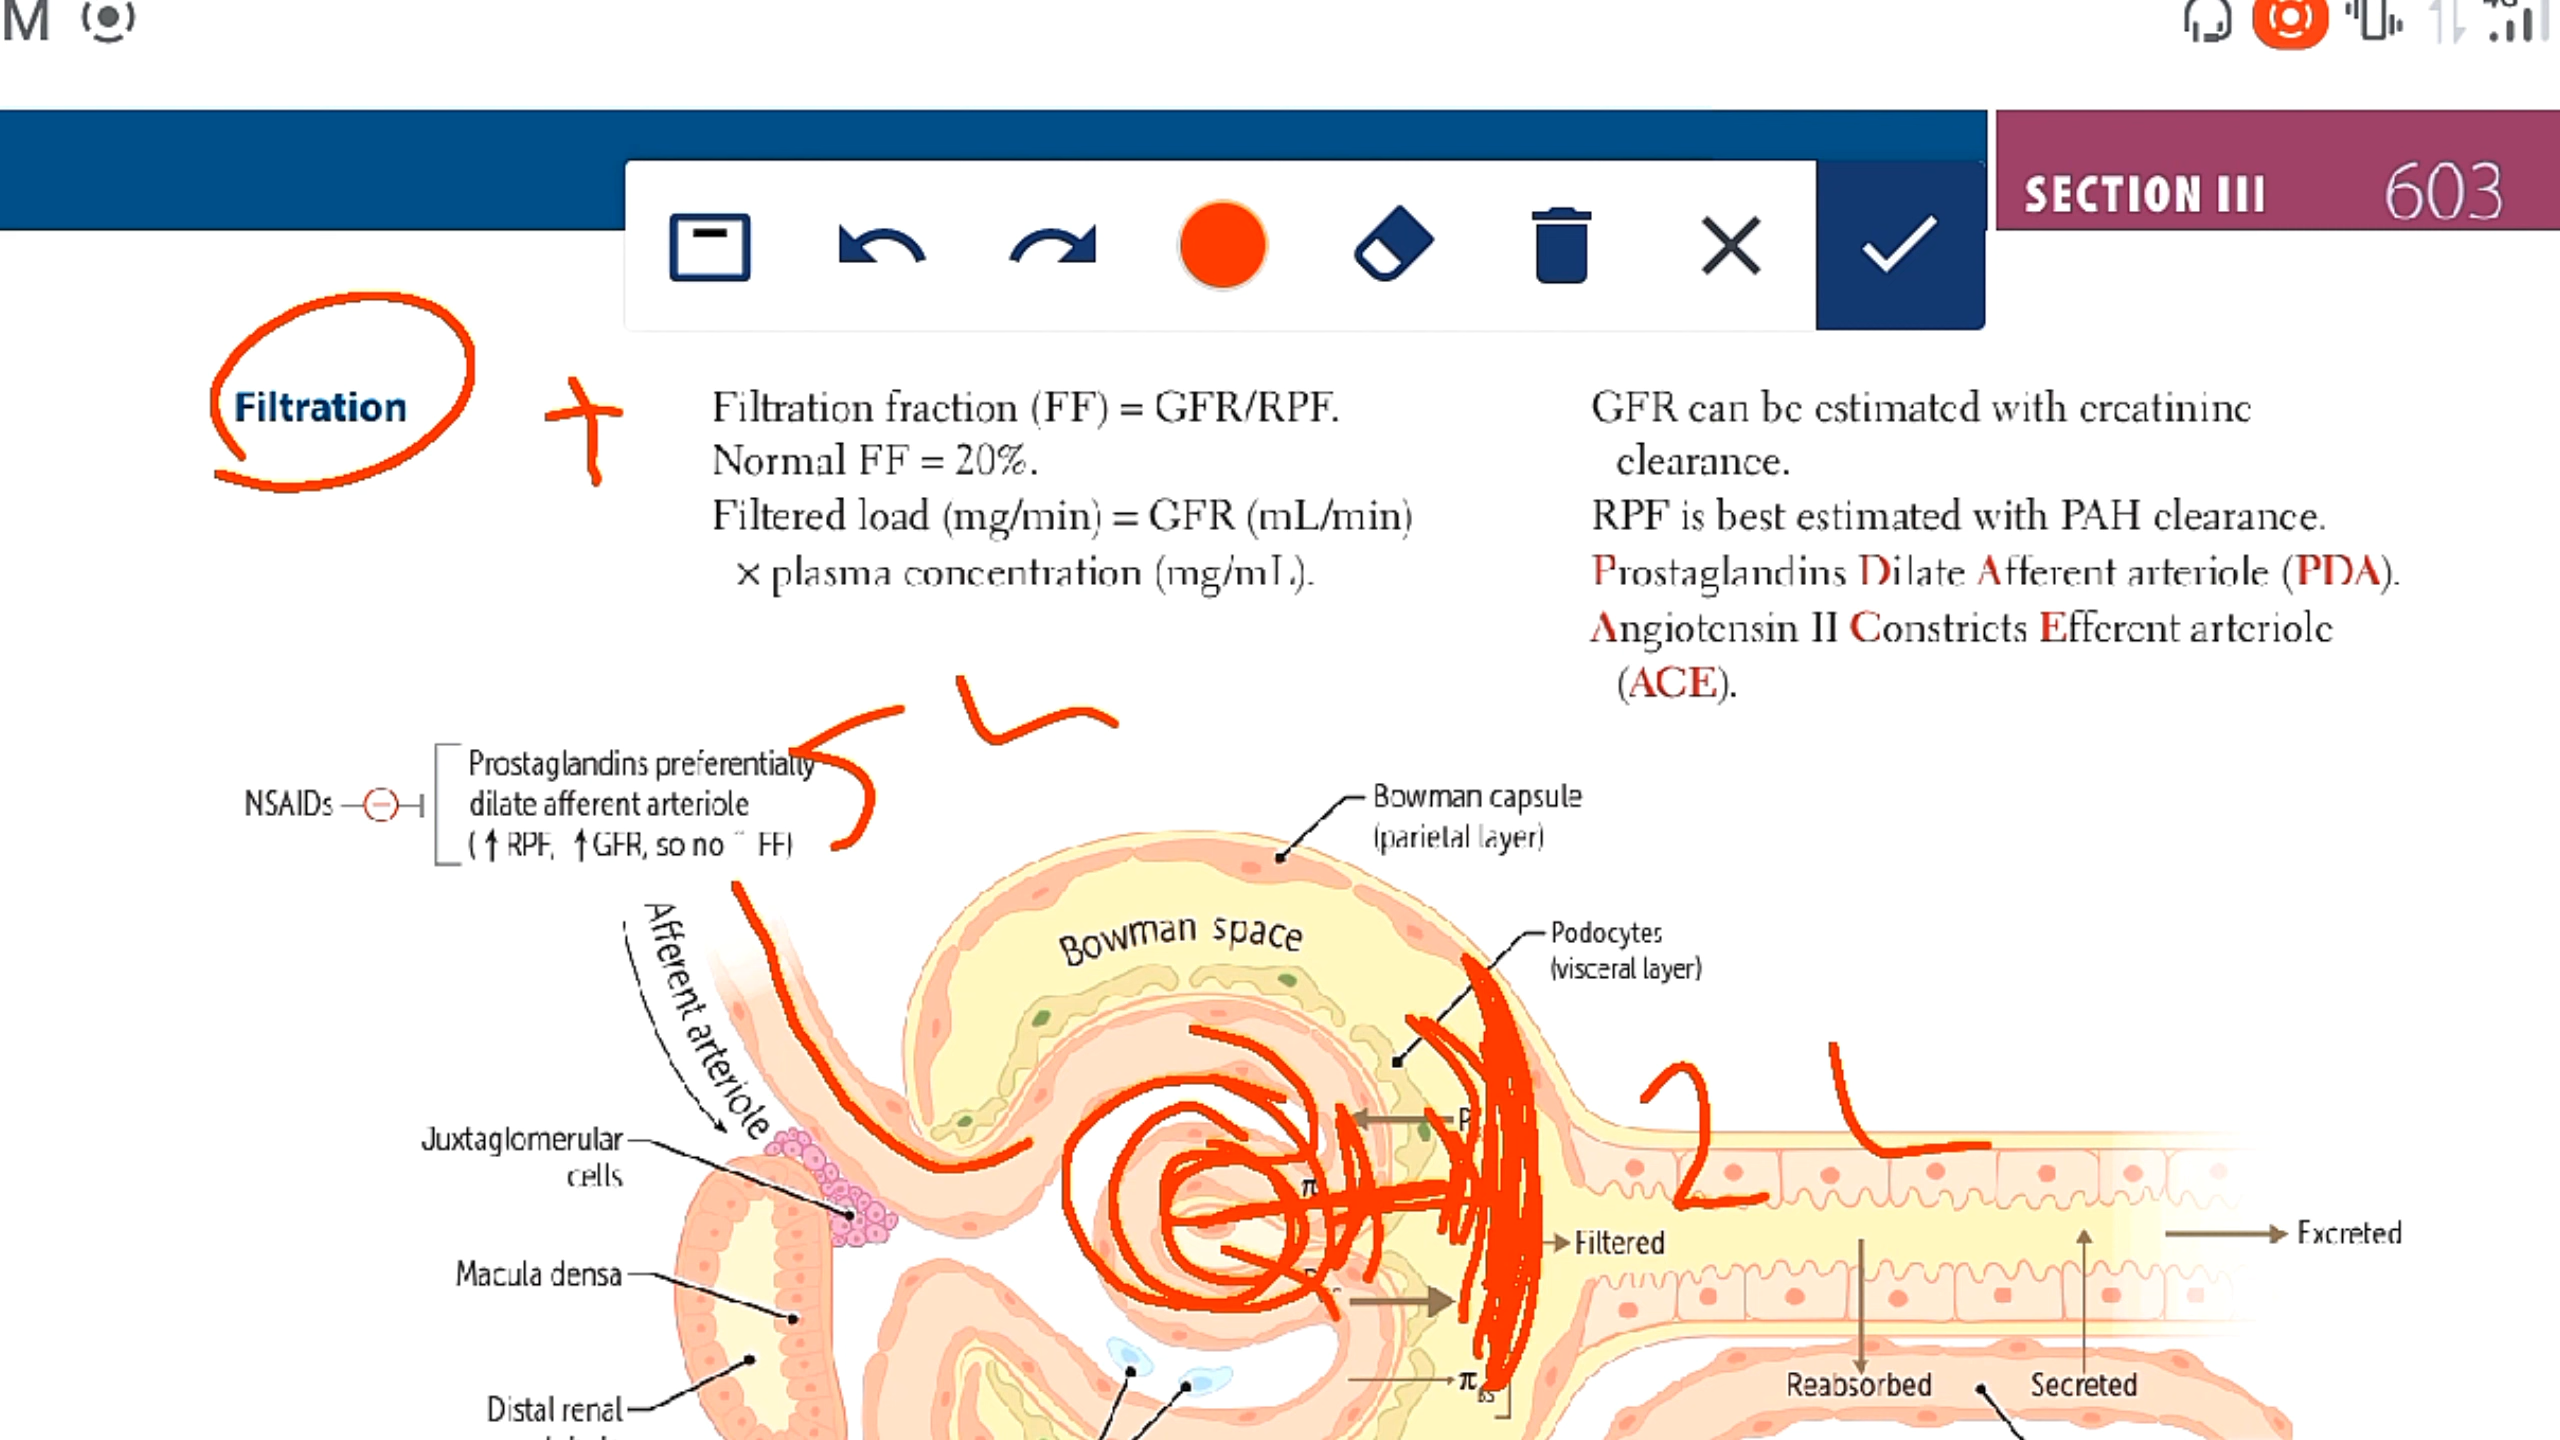 M
4G
SECTION III 603
Filtration
Filtration fraction (FF) = GFR/RPF.
Normal FF = 20%.
Filtered load (mg/min) = GFR (mL/min)
× plasma concentration (mg/mL).
GFR can be estimated with creatinine
clearance.
RPF is best estimated with PAH clearance.
Prostaglandins Dilate Afferent arteriole (PDA).
Angiotensin II Constricts Efferent arteriole
(ACE).
5 L
NSAIDs
Prostaglandins preferentially
dilate afferent arteriole
(↑ RPF, ↑ GFR, so no FF)
Bowman capsule
(parietal layer)
Bowman space
Podocytes
(visceral layer)
Afferent arteriole
2 L
Juxtaglomerular
cells
Macula densa
Distal renal
P
π
Filtered
Excreted
πBS
Reabsorbed
Secreted